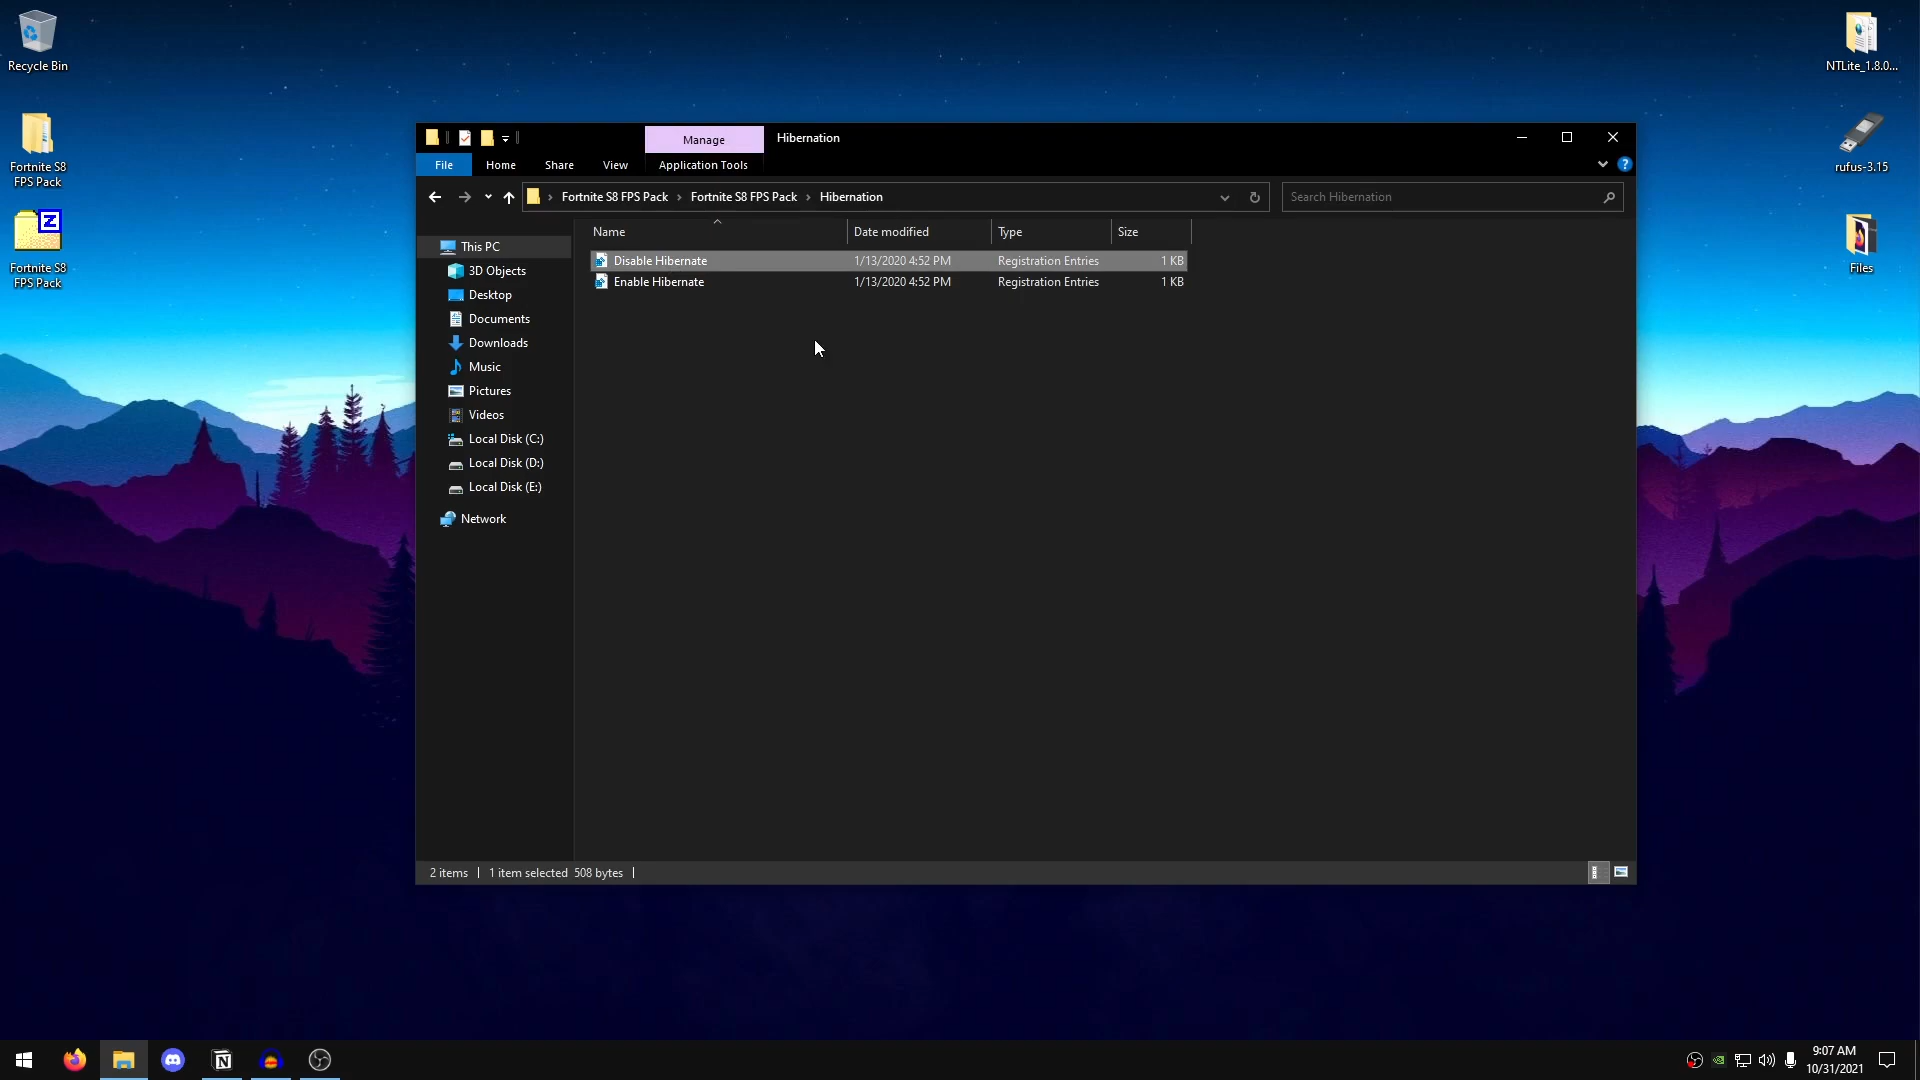 Recycle Bin
Fortnite S8
FPS Pack
Fortnite S8
FPS Pack
NTLite_1.8.0...
rufus-3.15
Files
Manage
Hibernation
File
Home
Share
View
Application Tools
Fortnite S8 FPS Pack
Fortnite S8 FPS Pack
Hibernation
Search Hibernation
This PC
3D Objects
Desktop
Documents
Downloads
Music
Pictures
Videos
Local Disk (C:)
Local Disk (D:)
Local Disk (E:)
Network
Name Date modified Type Size
Disable Hibernate 1/13/2020 4:52 PM Registration Entries 1 KB
Enable Hibernate 1/13/2020 4:52 PM Registration Entries 1 KB
2 items 1 item selected 508 bytes
9:07 AM
10/31/2021